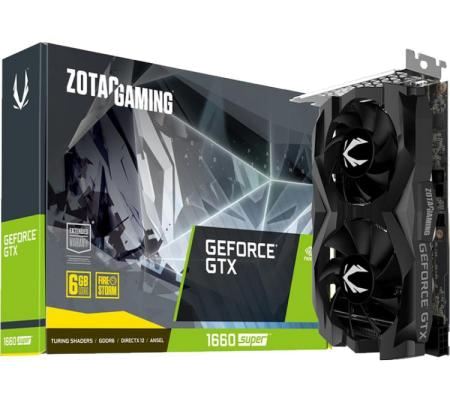 ZOTAC GAMING
GEFORCE
GTX
EXTENDED
WARRANTY
6GB
FIRE
STORM
GEFORCE
GTX
TURING SHADERS / GDDR6 / DIRECTX 12 / ANSEL
1660 super
1660 super
ZOTAC GAMING
GEFORCE GTX